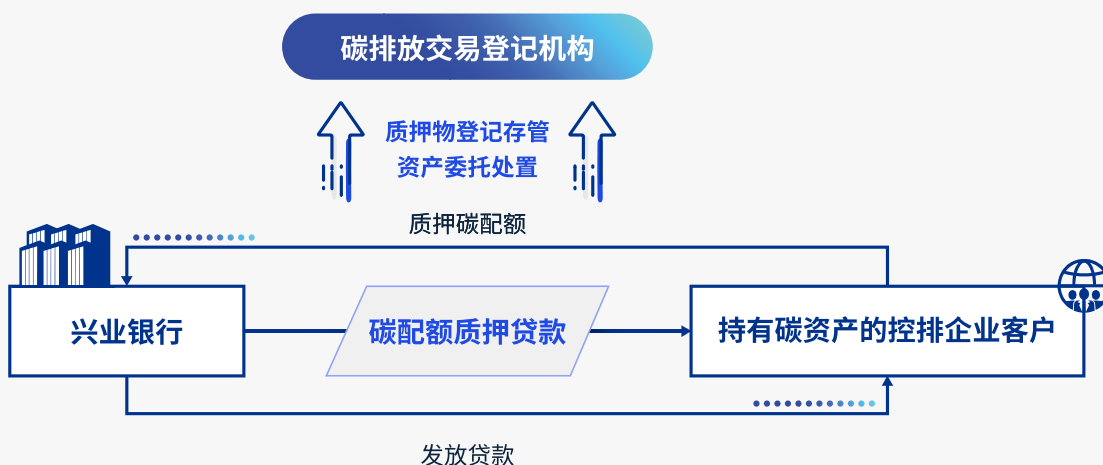 碳排放交易登记机构
质押物登记存管
资产委托处置
质押碳配额
兴业银行
碳配额质押贷款
持有碳资产的控排企业客户
发放贷款